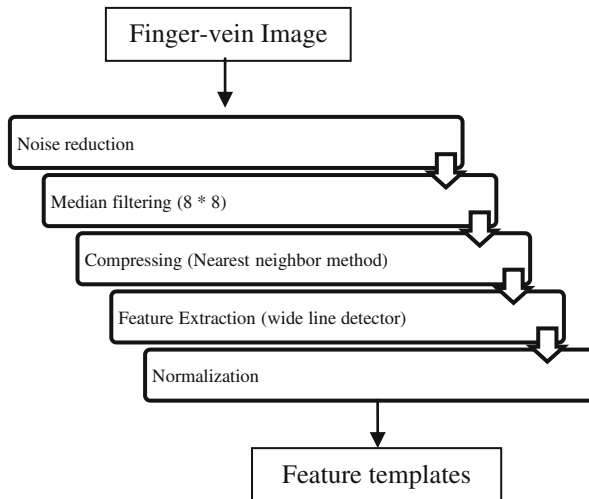 Finger-vein Image
Noise reduction
Median filtering (8 * 8)
Compressing (Nearest neighbor method)
Feature Extraction (wide line detector)
Normalization
Feature templates